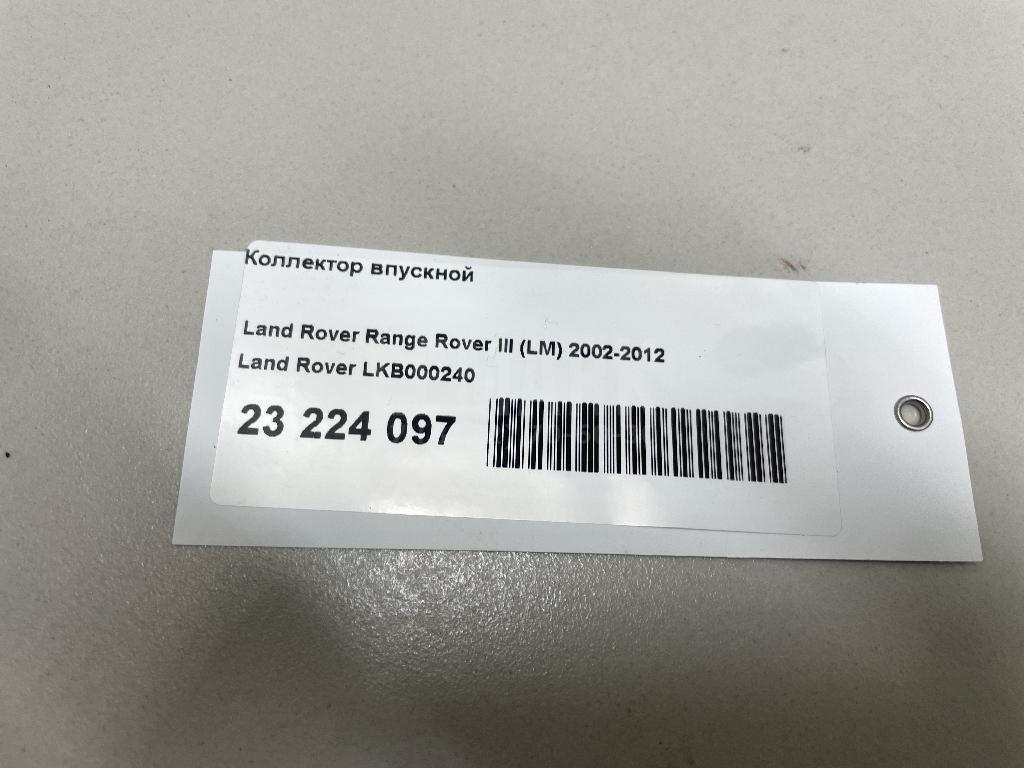 Коллектор впускной
Land Rover Range Rover III (LM) 2002-2012
Land Rover LKB000240
23 224 097